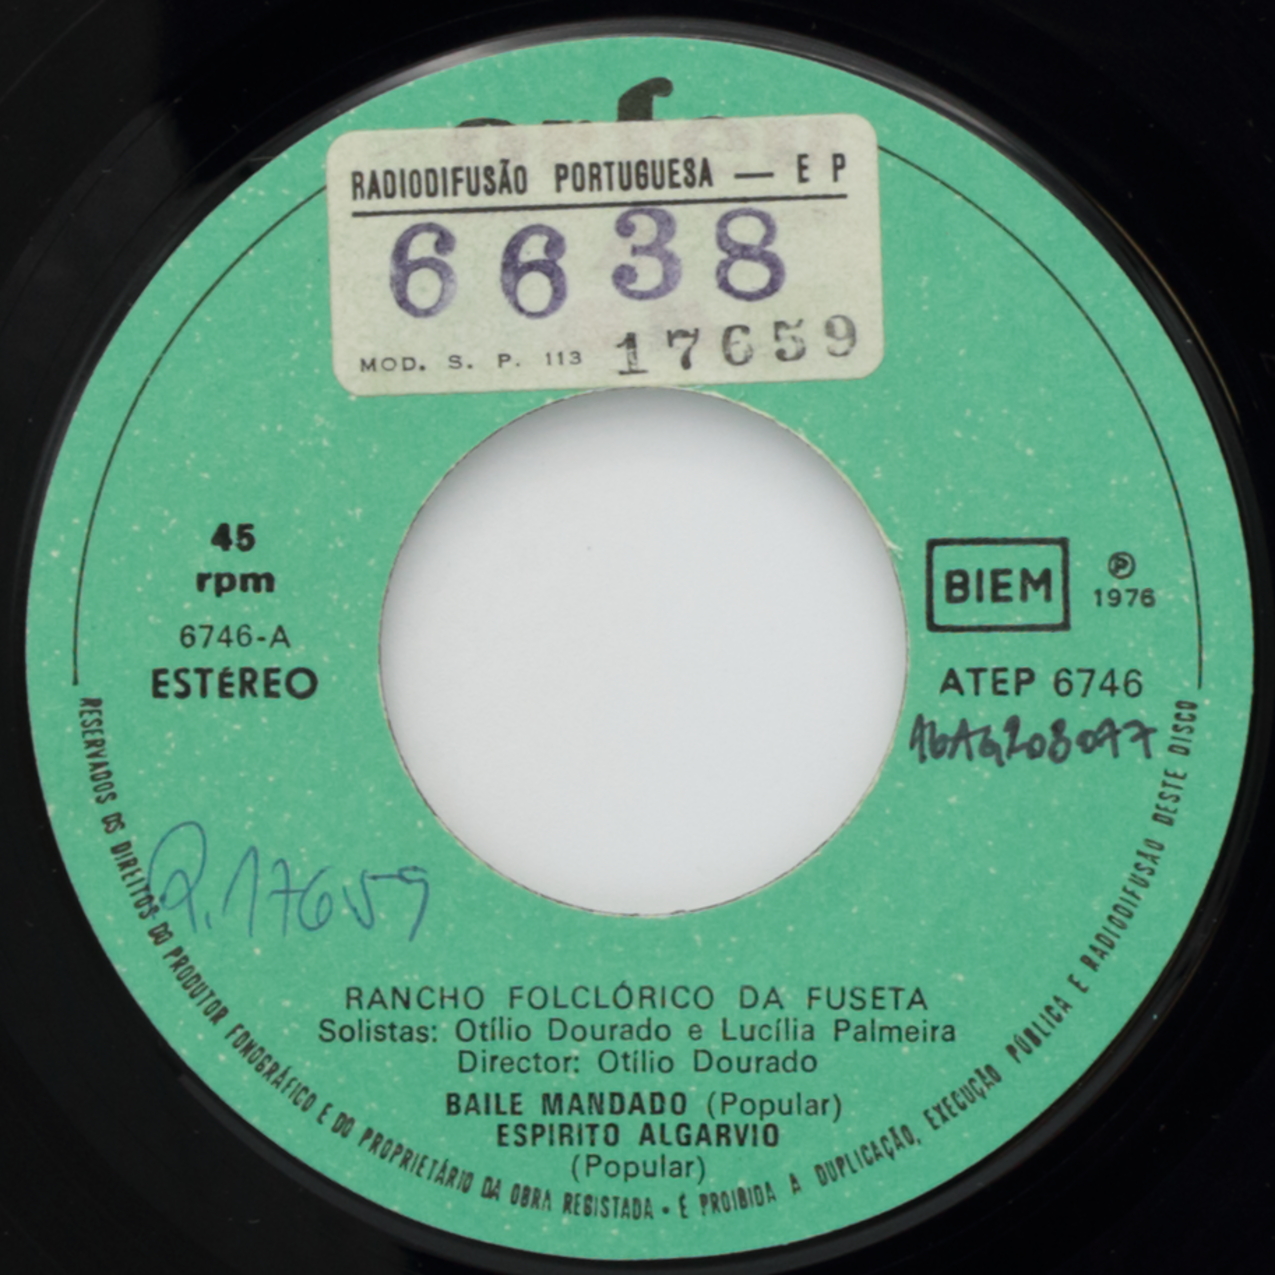 RADIODIFUSÃO PORTUGUESA — E P
6638
MOD. S. P. 113 17659
45
rpm
6746-A
ESTÉREO
BIEM
℗
1976
ATEP 6746
16AG208077
P.17659
RANCHO FOLCLÓRICO DA FUSETA
Solistas: Otílio Dourado e Lucília Palmeira
Director: Otílio Dourado
BAILE MANDADO (Popular)
ESPIRITO ALGARVIO
(Popular)
RESERVADOS OS DIREITOS DO PRODUTOR FONOGRÁFICO E DO PROPRIETÁRIO DA OBRA REGISTADA • É PROIBIDA A DUPLICAÇÃO, EXECUÇÃO PÚBLICA E RADIODIFUSÃO DESTE DISCO